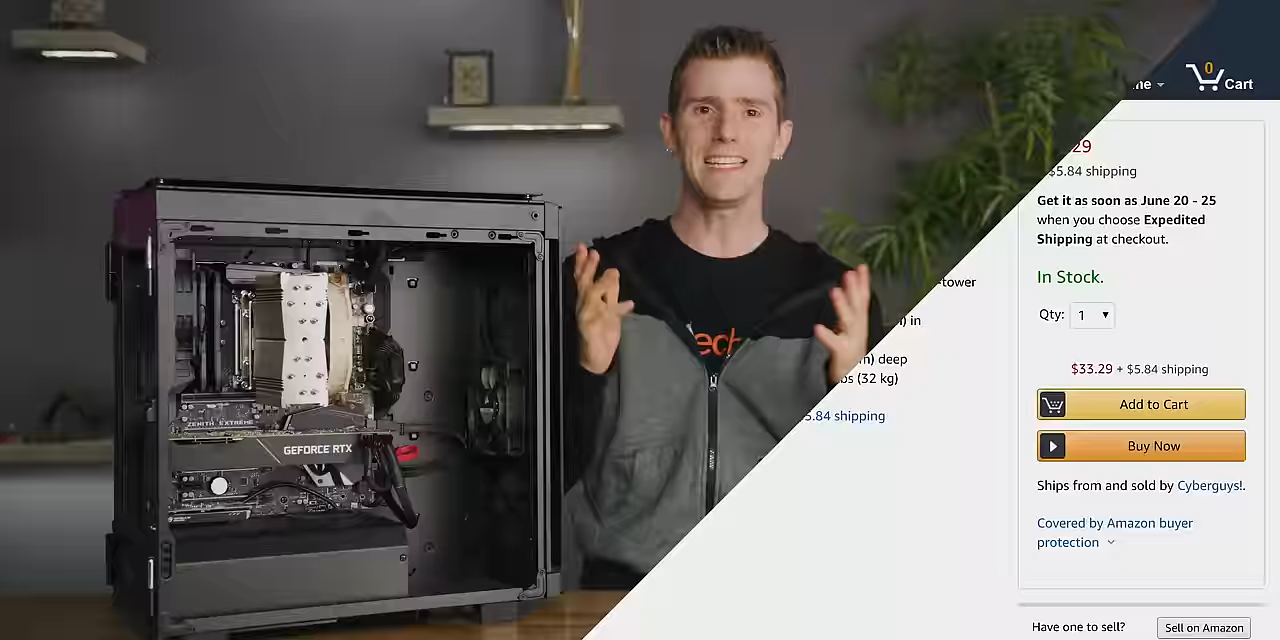 0
Cart
29
$5.84 shipping
Get it as soon as June 20 - 25
when you choose Expedited
Shipping at checkout.
In Stock.
-tower
Qty: 1
in
deep
(32 kg)
$33.29 + $5.84 shipping
Add to Cart
5.84 shipping
ZENITH EXTREME
GEFORCE RTX
Buy Now
Ships from and sold by Cyberguys!.
Covered by Amazon buyer
protection
Have one to sell?
Sell on Amazon